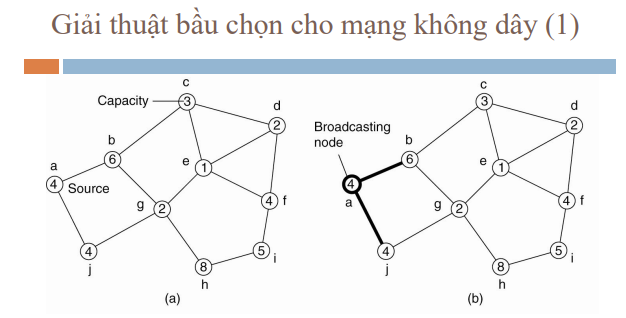 Giải thuật bầu chọn cho mạng không dây (1)
c
Capacity 3
d
2
b
6
a
4 Source
e 1
g 2
4 f
4
j
8
h
5
i
(a)
c
3
d
2
Broadcasting
node
b
6
4
a
e 1
g 2
4 f
4
j
8
h
5
i
(b)